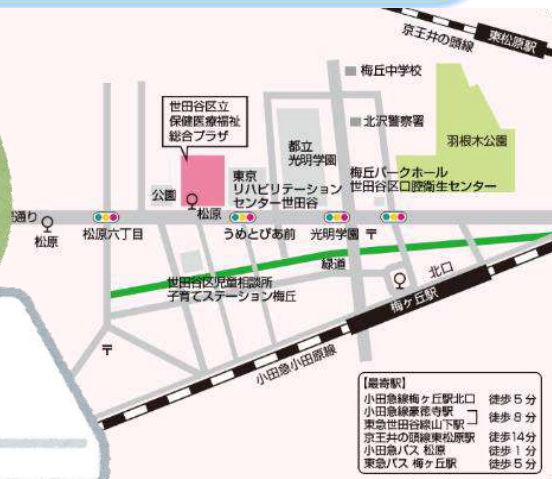 京王井の頭線
東松原駅
梅丘中学校
世田谷区立
保健医療福祉
総合プラザ
北沢警察署
羽根木公園
都立
光明学園
公園
松原
東京
リハビリテーション
センター世田谷
梅丘パークホール
世田谷区口腔衛生センター
通り
松原
松原六丁目
うめとぴあ前
光明学園
〒
緑道
北口
世田谷区児童相談所
子育てステーション梅丘
梅ヶ丘駅
〒
小田急小田原線
【最寄駅】
小田急線梅ヶ丘駅北口 徒歩5分
小田急線豪徳寺駅
東急世田谷線山下駅 徒歩8分
京王井の頭線東松原駅 徒歩14分
小田急バス 松原 徒歩1分
東急バス 梅ヶ丘駅 徒歩5分